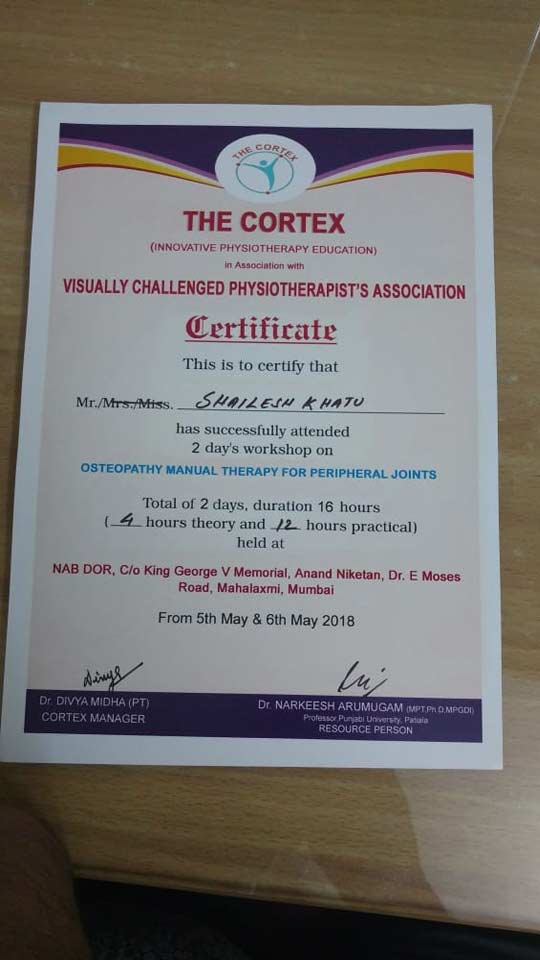 THE CORTEX
THE CORTEX
(INNOVATIVE PHYSIOTHERAPY EDUCATION)
in Association with
VISUALLY CHALLENGED PHYSIOTHERAPIST'S ASSOCIATION
Certificate
This is to certify that
Mr./Mrs./Miss. SHAILESH KHATU
has successfully attended
2 day's workshop on
OSTEOPATHY MANUAL THERAPY FOR PERIPHERAL JOINTS
Total of 2 days, duration 16 hours
( 4 hours theory and 12 hours practical)
held at
NAB DOR, C/o King George V Memorial, Anand Niketan, Dr. E Moses
Road, Mahalaxmi, Mumbai
From 5th May & 6th May 2018
Divya
Dr. DIVYA MIDHA (PT)
CORTEX MANAGER
Dr. NARKEESH ARUMUGAM (MPT,Ph D,MPGDI)
Professor,Punjabi University, Patiala
RESOURCE PERSON